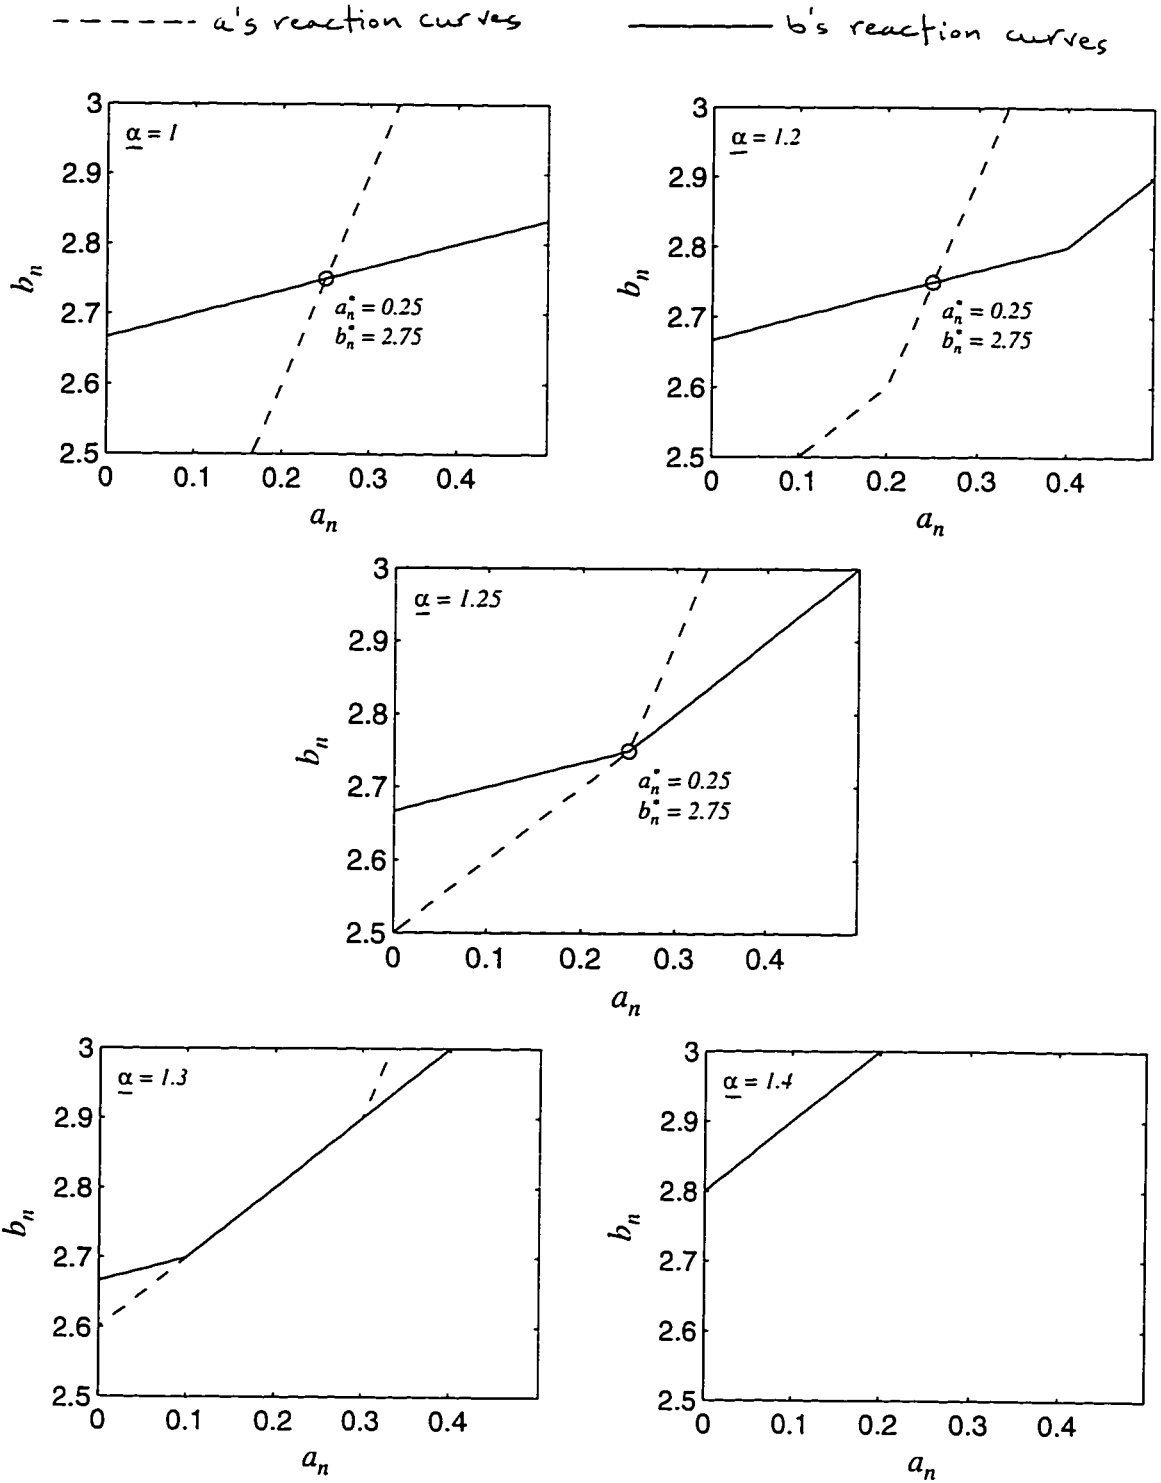 a's reaction curves
b's reaction curves
α = 1
3
2.9
2.8
2.7
2.6
2.5
b_n
a_n* = 0.25
b_n* = 2.75
0 0.1 0.2 0.3 0.4
a_n
α = 1.2
3
2.9
2.8
2.7
2.6
2.5
b_n
a_n* = 0.25
b_n* = 2.75
0 0.1 0.2 0.3 0.4
a_n
α = 1.25
3
2.9
2.8
2.7
2.6
2.5
b_n
a_n* = 0.25
b_n* = 2.75
0 0.1 0.2 0.3 0.4
a_n
α = 1.3
3
2.9
2.8
2.7
2.6
2.5
b_n
0 0.1 0.2 0.3 0.4
a_n
α = 1.4
3
2.9
2.8
2.7
2.6
2.5
b_n
0 0.1 0.2 0.3 0.4
a_n